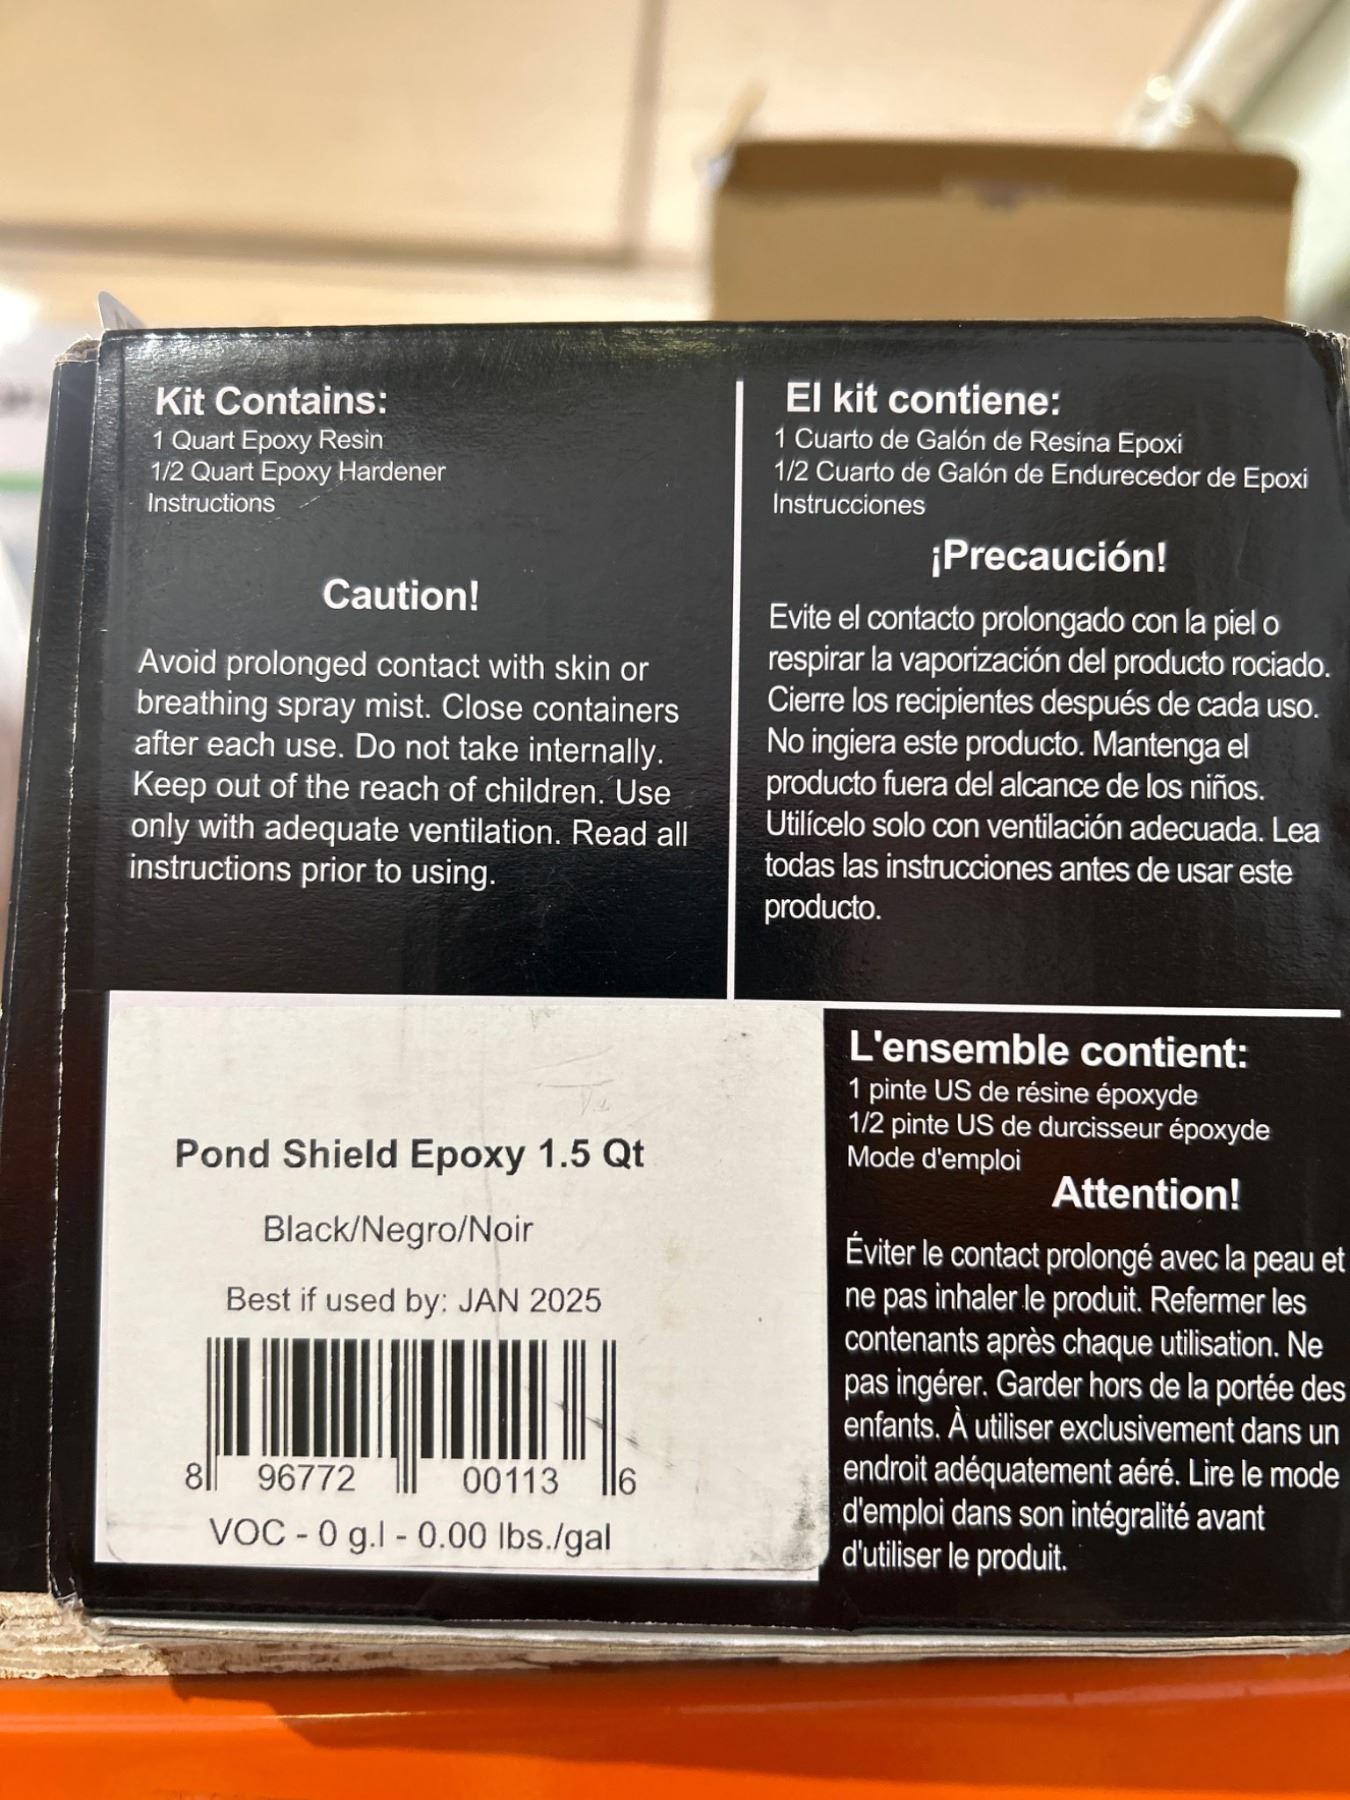 Kit Contains:
1 Quart Epoxy Resin
1/2 Quart Epoxy Hardener
Instructions
Caution!
Avoid prolonged contact with skin or
breathing spray mist. Close containers
after each use. Do not take internally.
Keep out of the reach of children. Use
only with adequate ventilation. Read all
instructions prior to using.
El kit contiene:
1 Cuarto de Galón de Resina Epoxi
1/2 Cuarto de Galón de Endurecedor de Epoxi
Instrucciones
¡Precaución!
Evite el contacto prolongado con la piel o
respirar la vaporización del producto rociado.
Cierre los recipientes después de cada uso.
No ingiera este producto. Mantenga el
producto fuera del alcance de los niños.
Utilícelo solo con ventilación adecuada. Lea
todas las instrucciones antes de usar este
producto.
Pond Shield Epoxy 1.5 Qt
Black/Negro/Noir
Best if used by: JAN 2025
8 96772 00113 6
VOC - 0 g.l - 0.00 lbs./gal
L'ensemble contient:
1 pinte US de résine époxyde
1/2 pinte US de durcisseur époxyde
Mode d'emploi
Attention!
Éviter le contact prolongé avec la peau et
ne pas inhaler le produit. Refermer les
contenants après chaque utilisation. Ne
pas ingérer. Garder hors de la portée des
enfants. À utiliser exclusivement dans un
endroit adéquatement aéré. Lire le mode
d'emploi dans son intégralité avant
d'utiliser le produit.